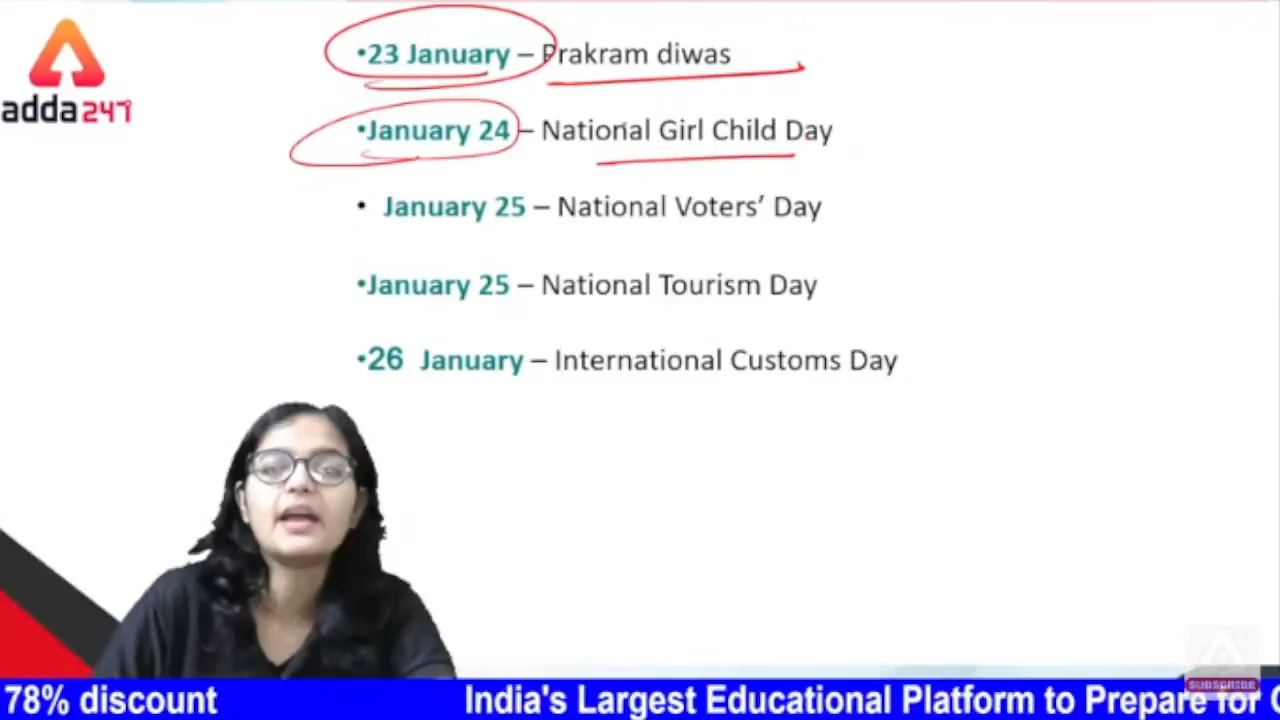 •23 January – Prakram diwas
adda247
•January 24 – National Girl Child Day
• January 25 – National Voters’ Day
•January 25 – National Tourism Day
•26 January – International Customs Day
SUBSCRIBE
78% discount India's Largest Educational Platform to Prepare for